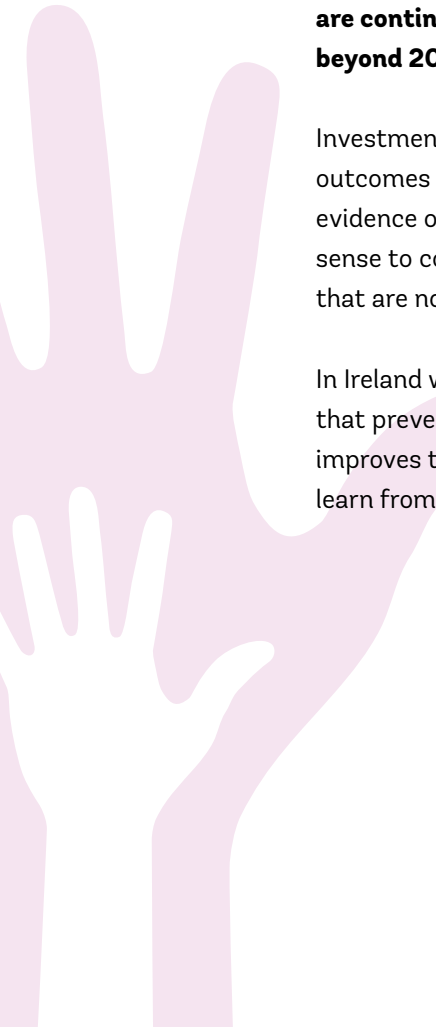 are contin
beyond 20
Investmen
outcomes
evidence o
sense to co
that are no
In Ireland w
that preve
improves t
learn from